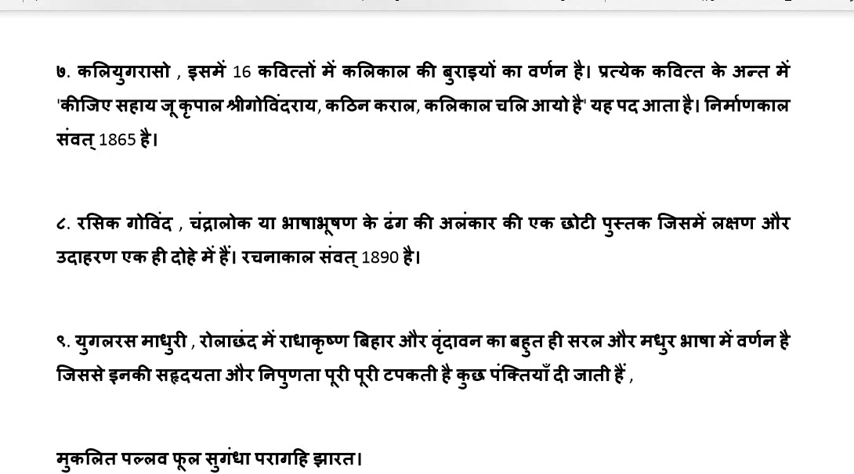 ७. कलियुगरासो , इसमें 16 कवित्तों में कलिकाल की बुराइयों का वर्णन है। प्रत्येक कवित्त के अन्त में
'कीजिए सहाय जू कृपाल श्रीगोविंदराय, कठिन कराल, कलिकाल चलि आयो है' यह पद आता है। निर्माणकाल
संवत् 1865 है।
८. रसिक गोविंद , चंद्रालोक या भाषाभूषण के ढंग की अलंकार की एक छोटी पुस्तक जिसमें लक्षण और
उदाहरण एक ही दोहे में हैं। रचनाकाल संवत् 1890 है।
९. युगलरस माधुरी , रोलाछंद में राधाकृष्ण बिहार और वृंदावन का बहुत ही सरल और मधुर भाषा में वर्णन है
जिससे इनकी सहृदयता और निपुणता पूरी पूरी टपकती है कुछ पंक्तियाँ दी जाती हैं ,
मुकलित पल्लव फूल सुगंधा परागहि झारत।